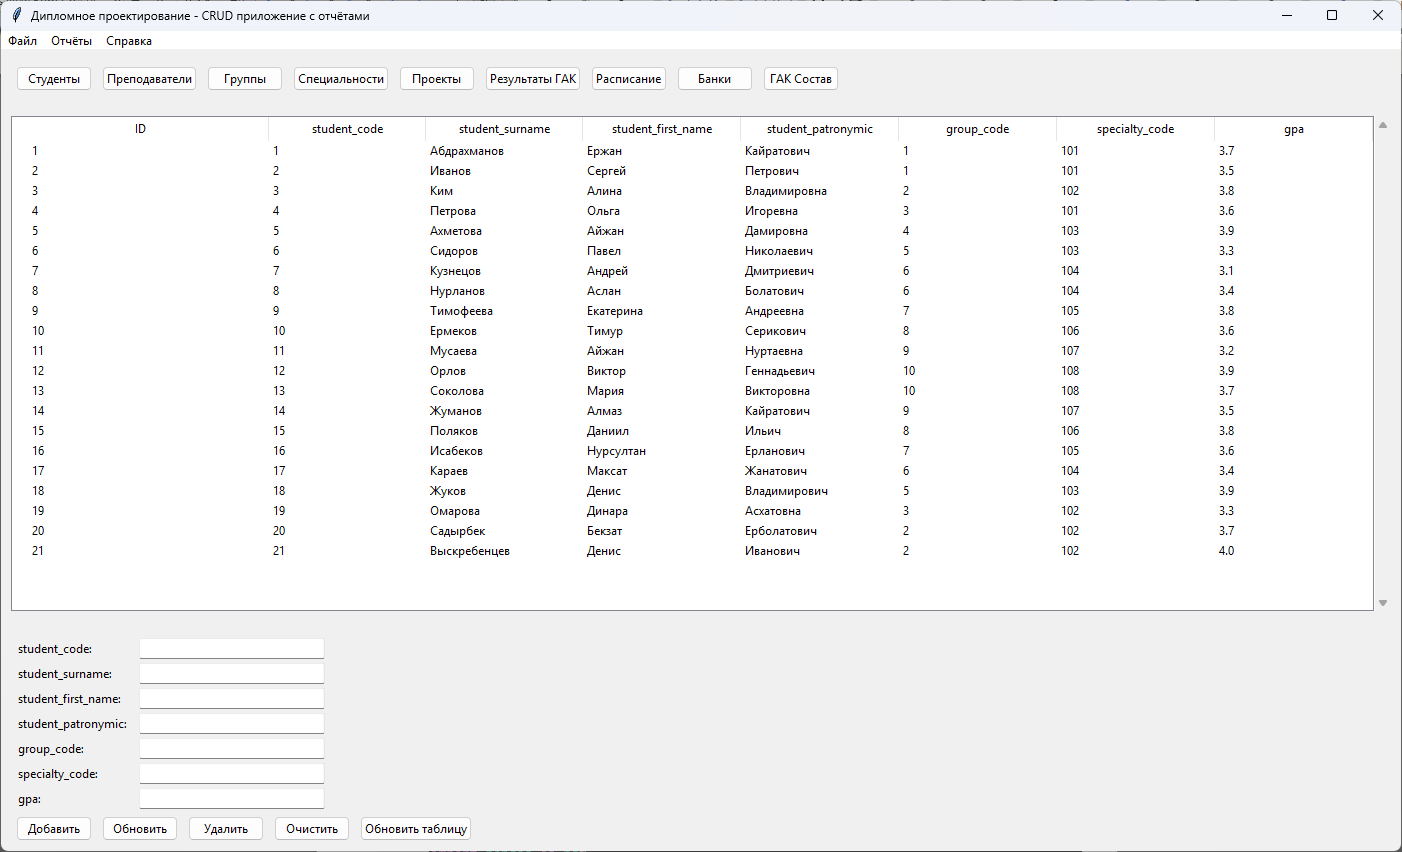 Дипломное проектирование - CRUD приложение с отчётами
Файл Отчёты Справка
Студенты Преподаватели Группы Специальности Проекты Результаты ГАК Расписание Банки ГАК Состав
ID student_code student_surname student_first_name student_patronymic group_code specialty_code gpa
1 1 Абдрахманов Ержан Кайратович 1 101 3.7
2 2 Иванов Сергей Петрович 1 101 3.5
3 3 Ким Алина Владимировна 2 102 3.8
4 4 Петрова Ольга Игоревна 3 101 3.6
5 5 Ахметова Айжан Дамировна 4 103 3.9
6 6 Сидоров Павел Николаевич 5 103 3.3
7 7 Кузнецов Андрей Дмитриевич 6 104 3.1
8 8 Нурланов Аслан Болатович 6 104 3.4
9 9 Тимофеева Екатерина Андреевна 7 105 3.8
10 10 Ермеков Тимур Серикович 8 106 3.6
11 11 Мусаева Айжан Нуртаевна 9 107 3.2
12 12 Орлов Виктор Геннадьевич 10 108 3.9
13 13 Соколова Мария Викторовна 10 108 3.7
14 14 Жуманов Алмаз Кайратович 9 107 3.5
15 15 Поляков Даниил Ильич 8 106 3.8
16 16 Исабеков Нурсултан Ерланович 7 105 3.6
17 17 Караев Максат Жанатович 6 104 3.4
18 18 Жуков Денис Владимирович 5 103 3.9
19 19 Омарова Динара Асхатовна 3 102 3.3
20 20 Садырбек Бекзат Ерболатович 2 102 3.7
21 21 Выскребенцев Денис Иванович 2 102 4.0
student_code:
student_surname:
student_first_name:
student_patronymic:
group_code:
specialty_code:
gpa:
Добавить Обновить Удалить Очистить Обновить таблицу